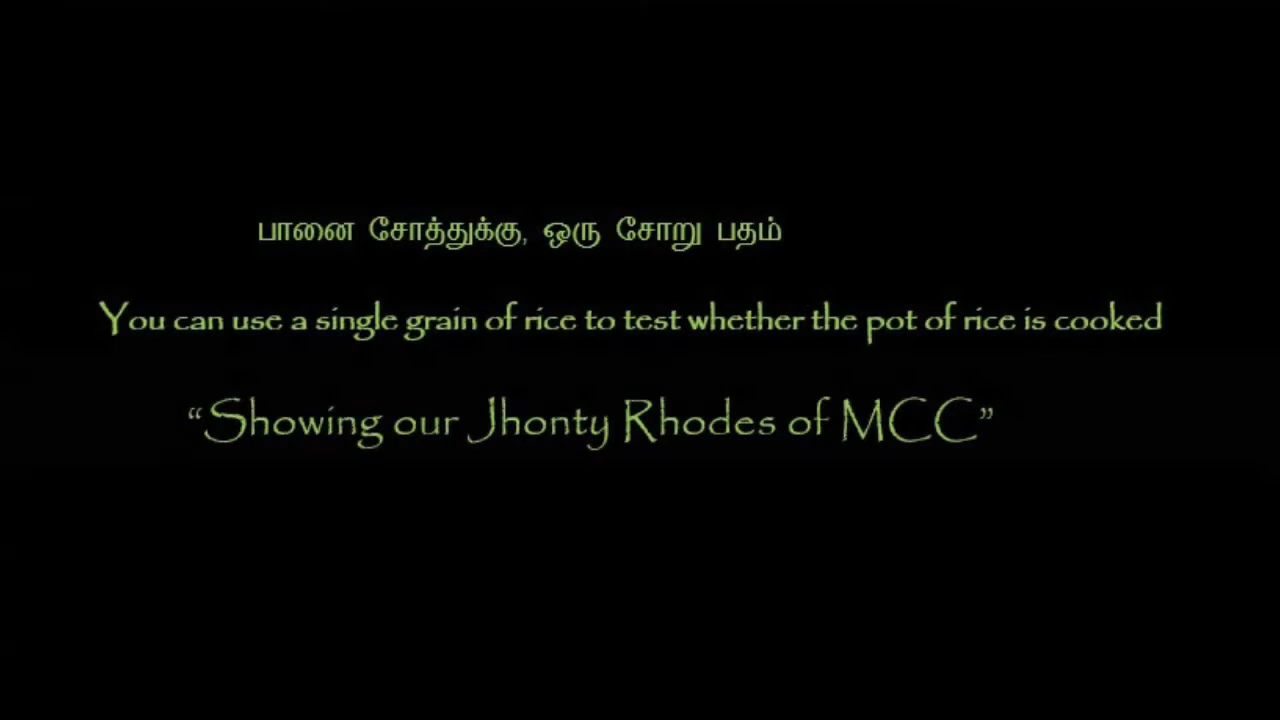 பானை சோத்துக்கு, ஒரு சோறு பதம்
You can use a single grain of rice to test whether the pot of rice is cooked
“Showing our Jhonty Rhodes of MCC”